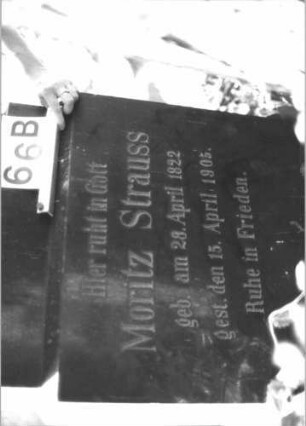 66B
Hier ruht in Gott
Moritz Strauss
geb. am 28. April 1822
gest. den 15. April 1905.
Ruhe in Frieden.